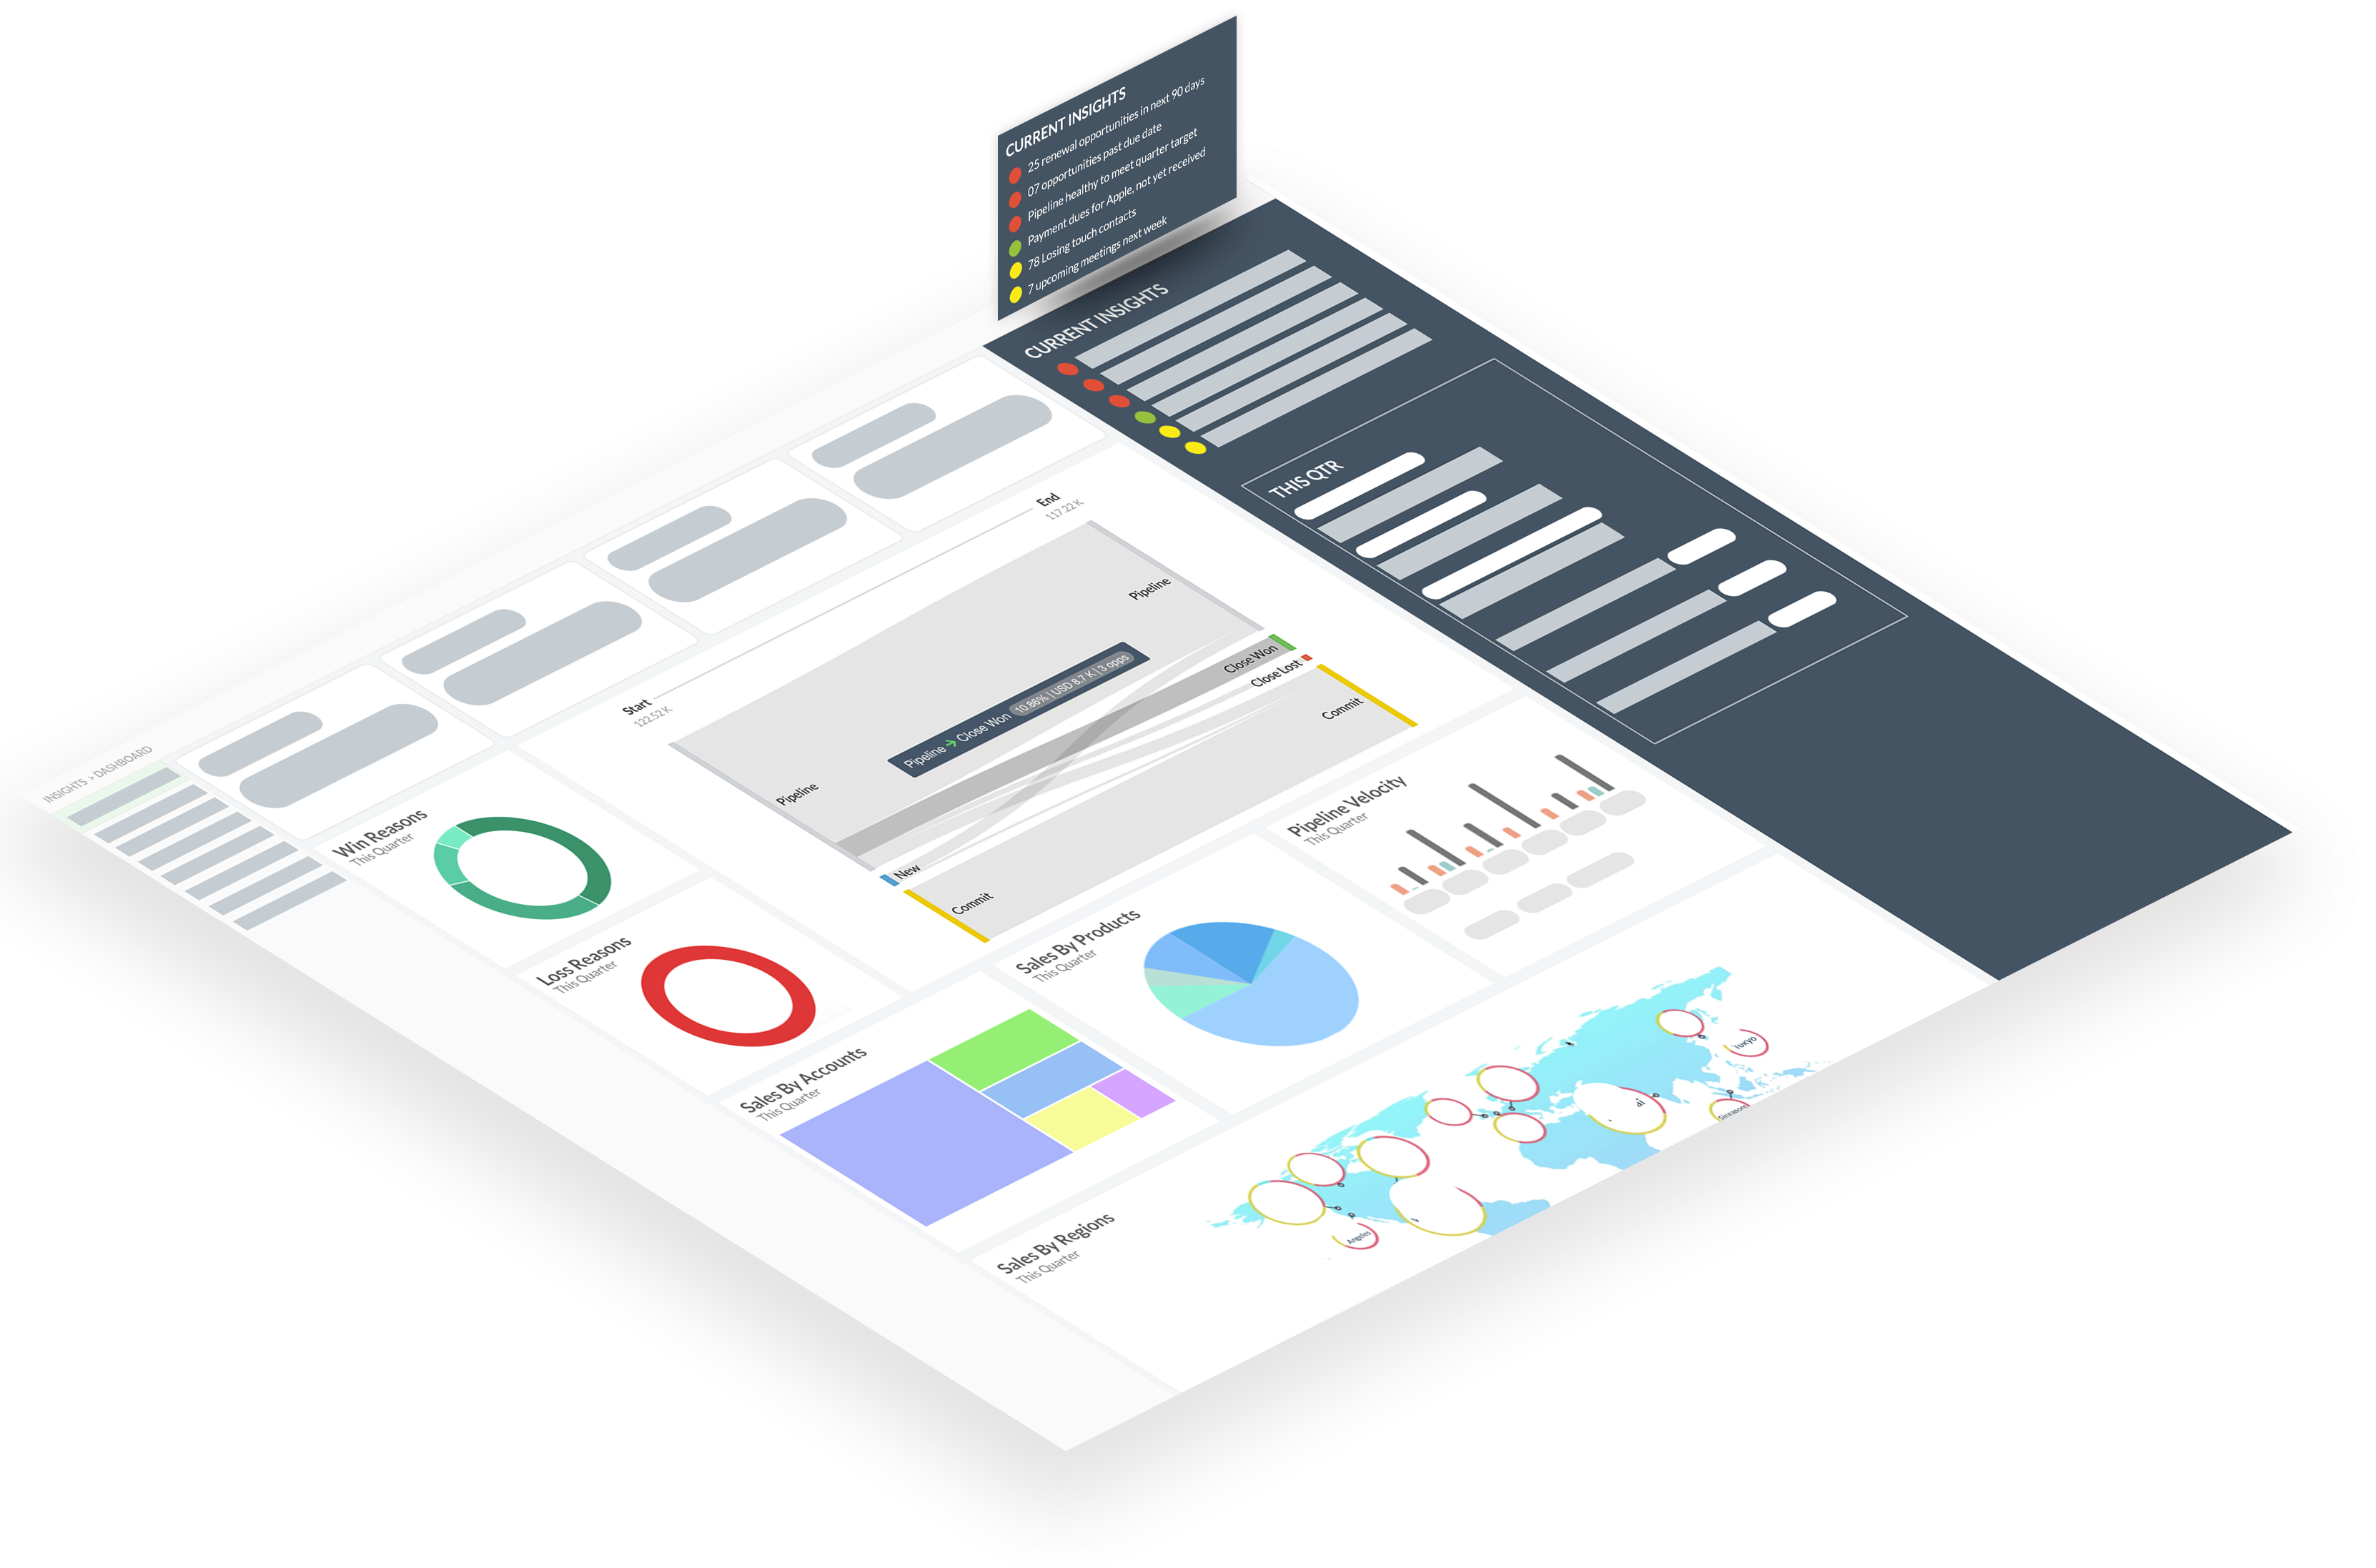 CURRENT INSIGHTS
25 renewal opportunities in next 90 days
07 opportunities past due date
Pipeline healthy to meet quarter target
Payment dues for Apple, not yet received
78 Losing touch contacts
7 upcoming meetings next week
CURRENT INSIGHTS
THIS QTR
INSIGHTS > DASHBOARD
Start
122.52 K
End
117.22 K
Pipeline
Pipeline
Pipeline → Close Won 10.86% | USD 8.7 K | 3 opps
Close Won
Close Lost
Commit
New
Commit
Win Reasons
This Quarter
Loss Reasons
This Quarter
Sales By Accounts
This Quarter
Sales By Products
This Quarter
Pipeline Velocity
This Quarter
Sales By Regions
This Quarter
Angeles
Tokyo
Singapore